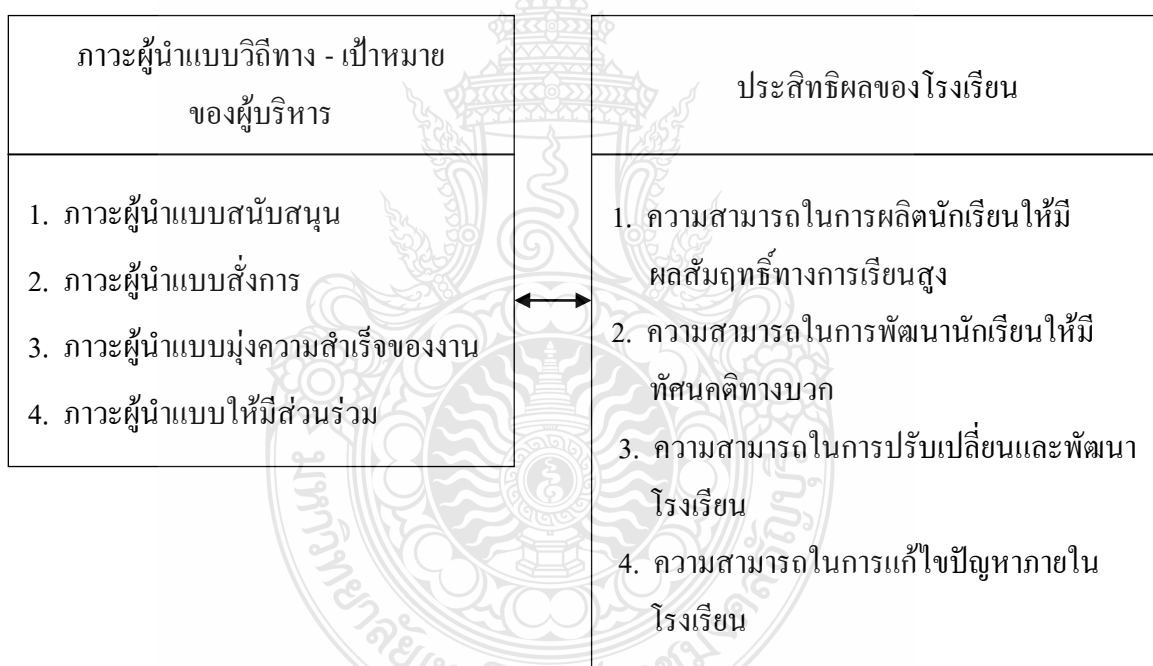 ภาวะผู้นำแบบวิถีทาง - เป้าหมาย
ของผู้บริหาร
1. ภาวะผู้นำแบบสนับสนุน
2. ภาวะผู้นำแบบสั่งการ
3. ภาวะผู้นำแบบมุ่งความสำเร็จของงาน
4. ภาวะผู้นำแบบให้มีส่วนร่วม
ประสิทธิผลของโรงเรียน
1. ความสามารถในการผลิตนักเรียนให้มี
ผลสัมฤทธิ์ทางการเรียนสูง
2. ความสามารถในการพัฒนานักเรียนให้มี
ทัศนคติทางบวก
3. ความสามารถในการปรับเปลี่ยนและพัฒนา
โรงเรียน
4. ความสามารถในการแก้ไขปัญหาภายใน
โรงเรียน